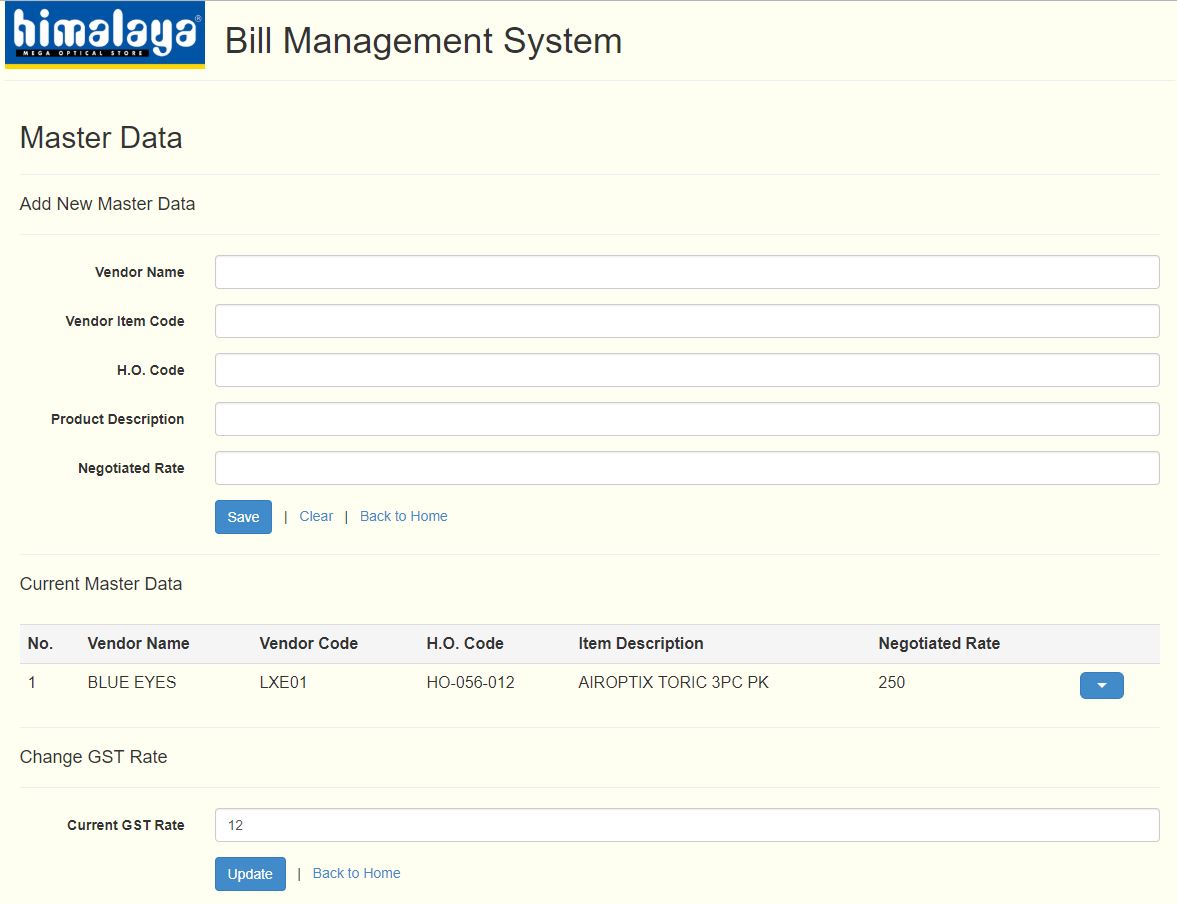 himalaya®
MEGA OPTICAL STORE
Bill Management System
Master Data
Add New Master Data
Vendor Name
Vendor Item Code
H.O. Code
Product Description
Negotiated Rate
Save | Clear | Back to Home
Current Master Data
No. Vendor Name Vendor Code H.O. Code Item Description Negotiated Rate
1 BLUE EYES LXE01 HO-056-012 AIROPTIX TORIC 3PC PK 250
Change GST Rate
Current GST Rate 12
Update | Back to Home